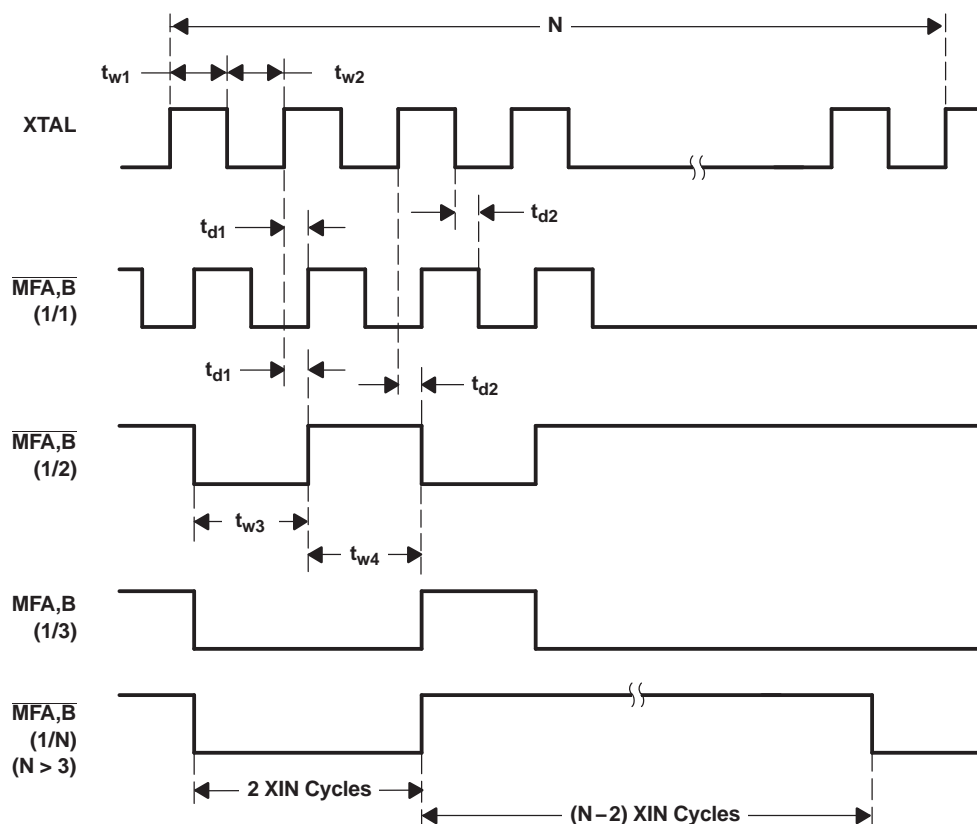 N
tw1
tw2
XTAL
td1
td2
MFA,B
(1/1)
td1
td2
MFA,B
(1/2)
tw3
tw4
MFA,B
(1/3)
MFA,B
(1/N)
(N > 3)
2 XIN Cycles
(N–2) XIN Cycles